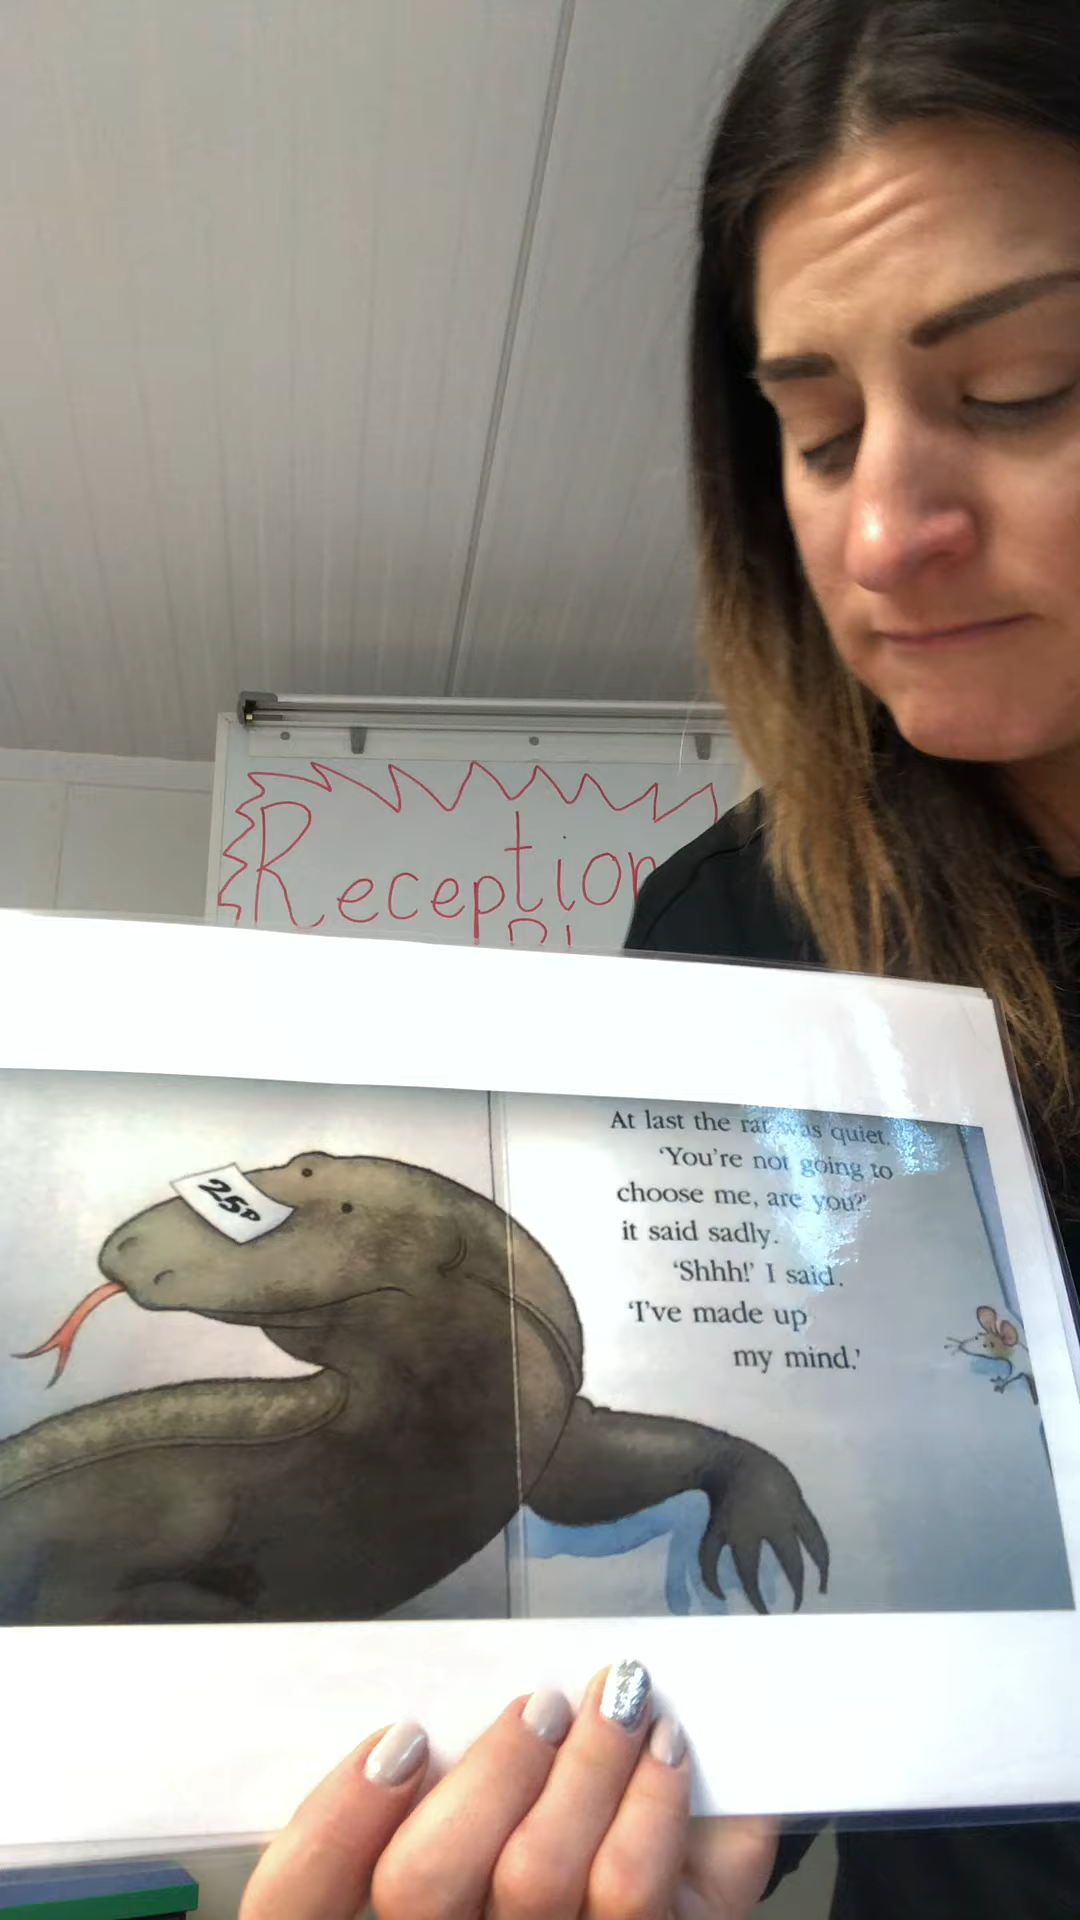 Reception
25p
At last the rat was quiet.
‘You're not going to
choose me, are you?’
it said sadly.
‘Shhh!’ I said.
‘I've made up
my mind.’